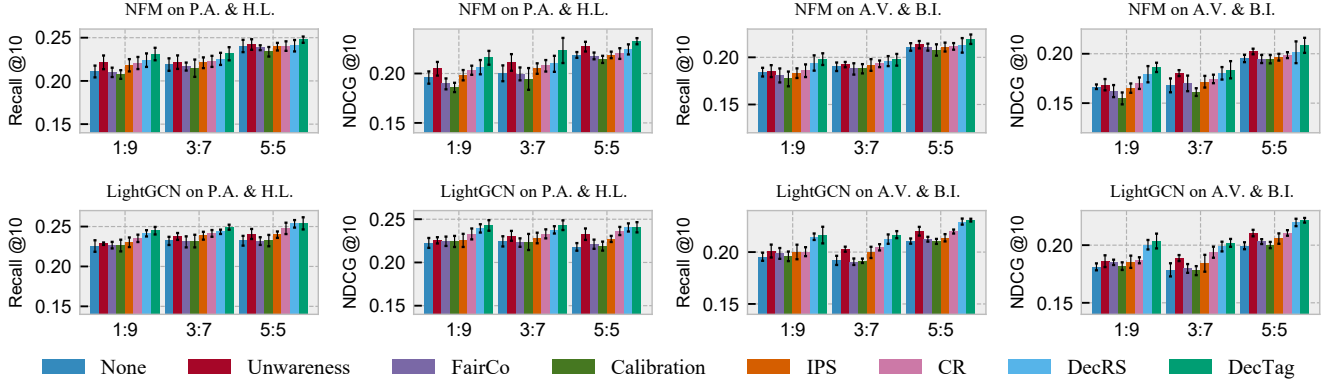 NFM on P.A. & H.L.
NFM on P.A. & H.L.
NFM on A.V. & B.I.
NFM on A.V. & B.I.
Recall @10
0.25
0.20
0.15
1:9 3:7 5:5
NDCG @10
0.20
0.15
1:9 3:7 5:5
Recall @10
0.20
0.15
1:9 3:7 5:5
NDCG @10
0.20
0.15
1:9 3:7 5:5
LightGCN on P.A. & H.L.
LightGCN on P.A. & H.L.
LightGCN on A.V. & B.I.
LightGCN on A.V. & B.I.
Recall @10
0.25
0.20
0.15
1:9 3:7 5:5
NDCG @10
0.25
0.20
0.15
1:9 3:7 5:5
Recall @10
0.20
0.15
1:9 3:7 5:5
NDCG @10
0.20
0.15
1:9 3:7 5:5
None Unwareness FairCo Calibration IPS CR DecRS DecTag